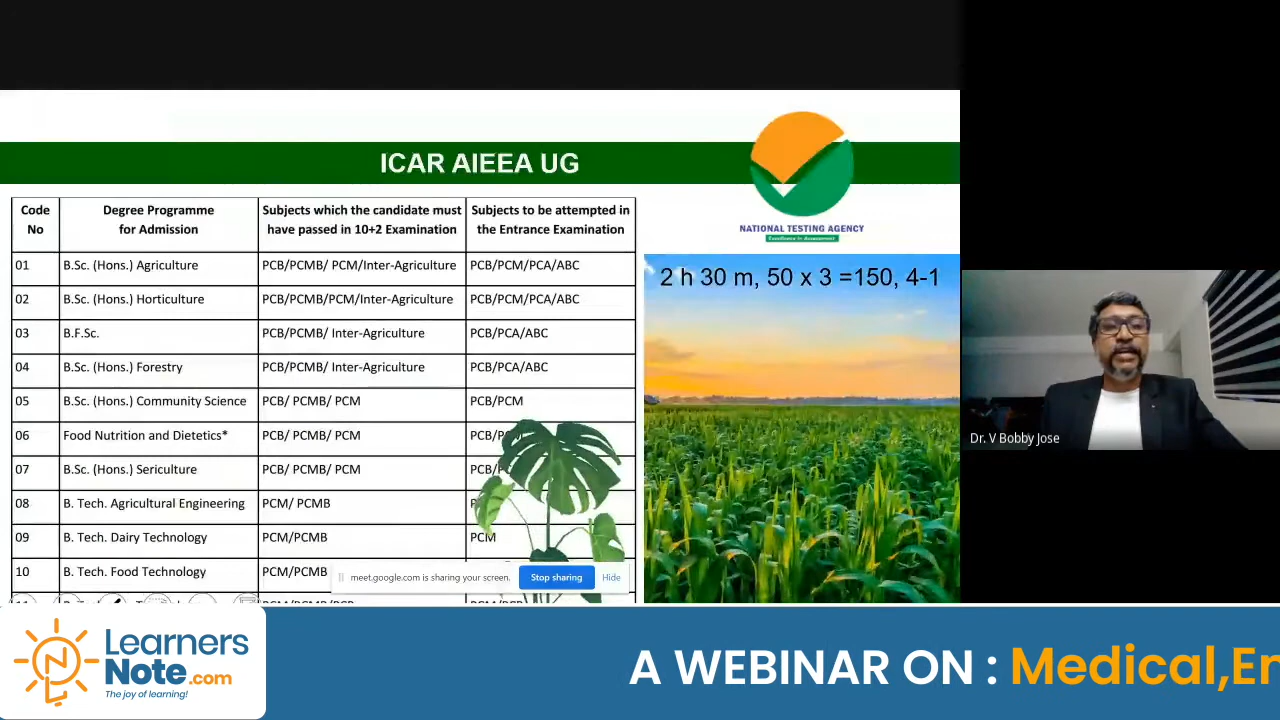 ICAR AIEEA UG
NATIONAL TESTING AGENCY
Excellence in Assessment
Code No | Degree Programme for Admission | Subjects which the candidate must have passed in 10+2 Examination | Subjects to be attempted in the Entrance Examination
01 | B.Sc. (Hons.) Agriculture | PCB/PCMB/ PCM/Inter-Agriculture | PCB/PCM/PCA/ABC
02 | B.Sc. (Hons.) Horticulture | PCB/PCMB/PCM/Inter-Agriculture | PCB/PCM/PCA/ABC
03 | B.F.Sc. | PCB/PCMB/ Inter-Agriculture | PCB/PCA/ABC
04 | B.Sc. (Hons.) Forestry | PCB/PCMB/ Inter-Agriculture | PCB/PCA/ABC
05 | B.Sc. (Hons.) Community Science | PCB/ PCMB/ PCM | PCB/PCM
06 | Food Nutrition and Dietetics* | PCB/ PCMB/ PCM
07 | B.Sc. (Hons.) Sericulture | PCB/ PCMB/ PCM
08 | B. Tech. Agricultural Engineering | PCM/ PCMB
09 | B. Tech. Dairy Technology | PCM/PCMB | PCM
10 | B. Tech. Food Technology | PCM/PCMB
2 h 30 m, 50 x 3 =150, 4-1
Dr. V Bobby Jose
meet.google.com is sharing your screen. Stop sharing Hide
Learners
Note.com
The joy of learning!
A WEBINAR ON : Medical,En